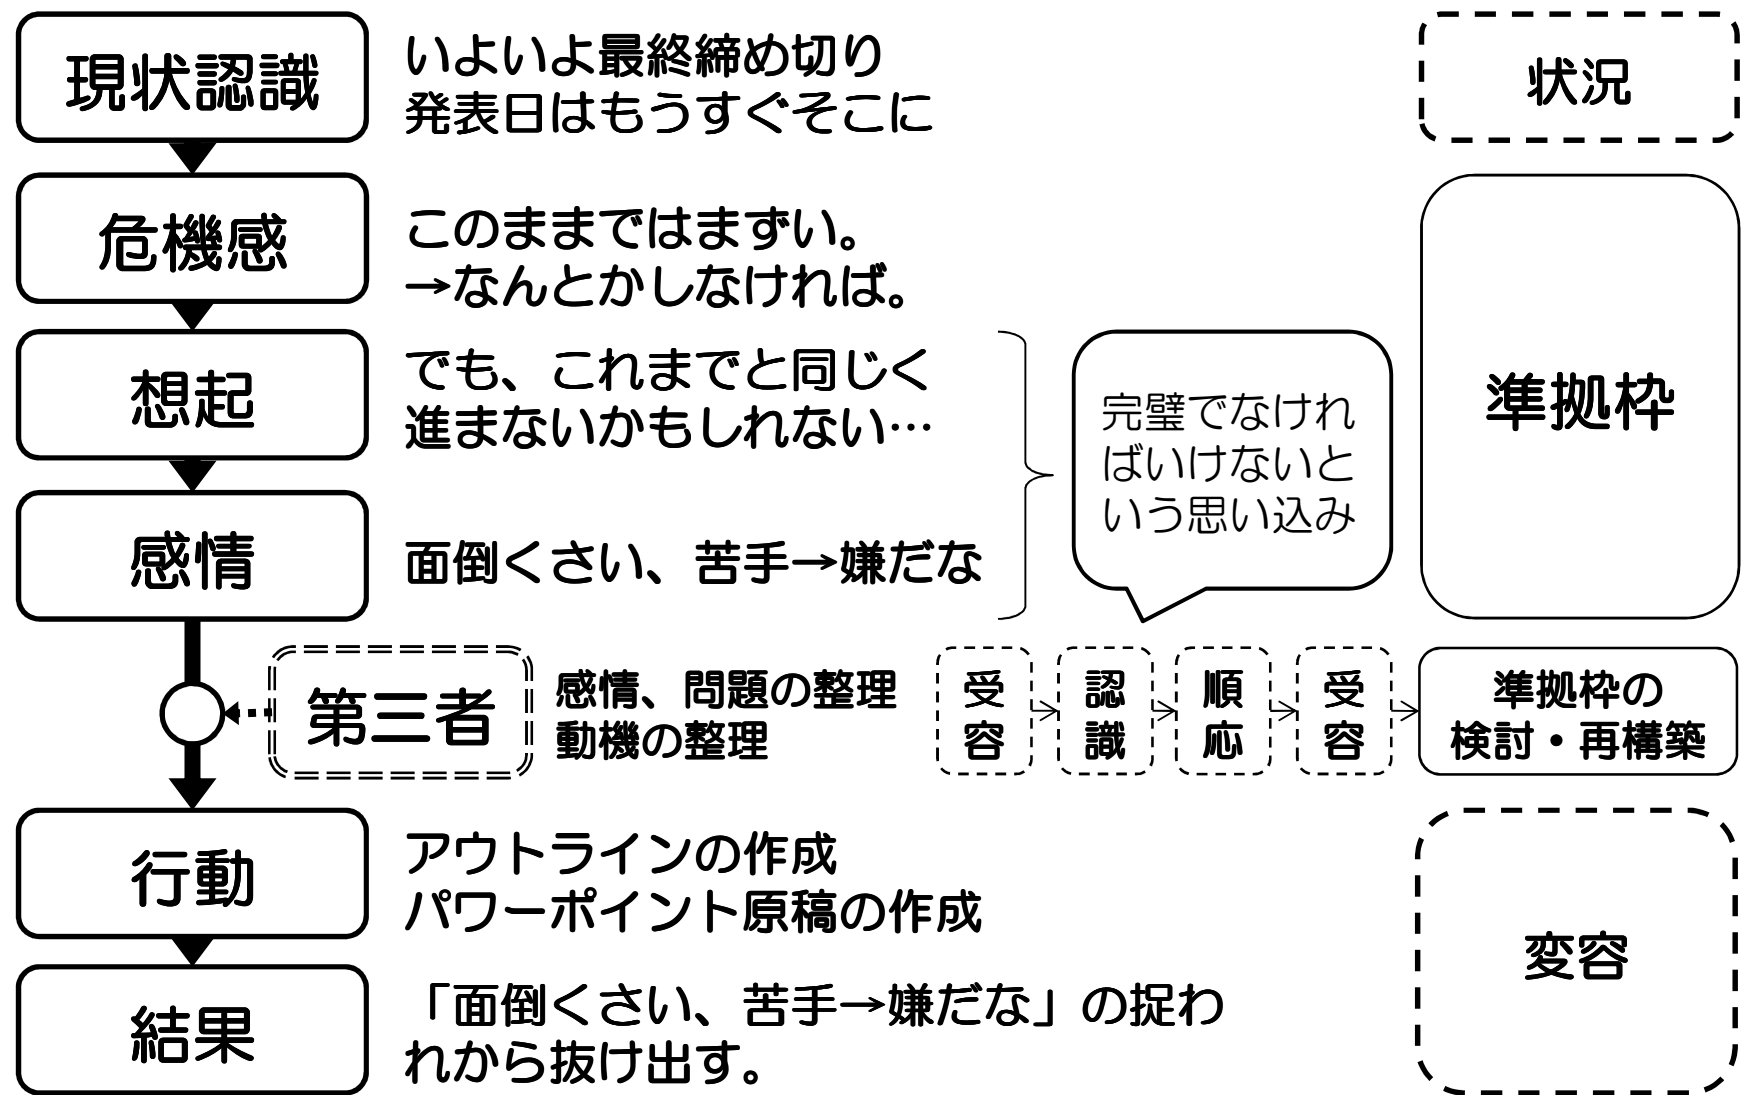 現状認識
いよいよ最終締め切り
発表日はもうすぐそこに
状況
危機感
このままではまずい。
→なんとかしなければ。
想起
でも、これまでと同じく
進まないかもしれない…
完璧でなけれ
ばいけないと
いう思い込み
準拠枠
感情
面倒くさい、苦手→嫌だな
第三者
感情、問題の整理
動機の整理
受容
認識
順応
受容
準拠枠の
検討・再構築
行動
アウトラインの作成
パワーポイント原稿の作成
変容
結果
「面倒くさい、苦手→嫌だな」の捉わ
れから抜け出す。